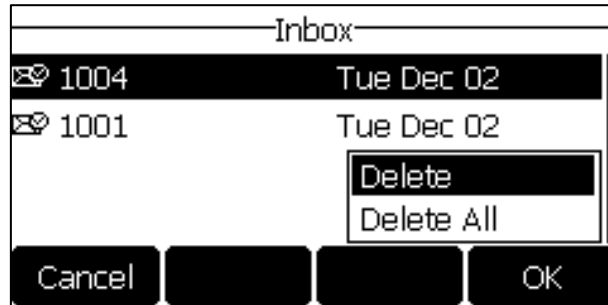 Inbox
1004 Tue Dec 02
1001 Tue Dec 02
Delete
Delete All
Cancel OK